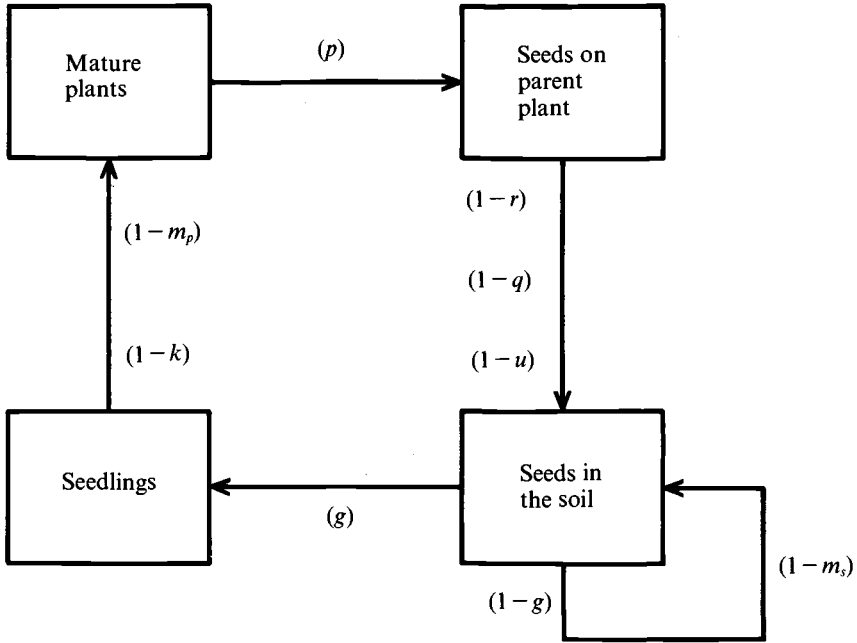 Mature
plants
(p)
Seeds on
parent
plant
(1 − m_p)
(1 − k)
(1 − r)
(1 − q)
(1 − u)
Seedlings
(g)
Seeds in
the soil
(1 − g)
(1 − m_s)